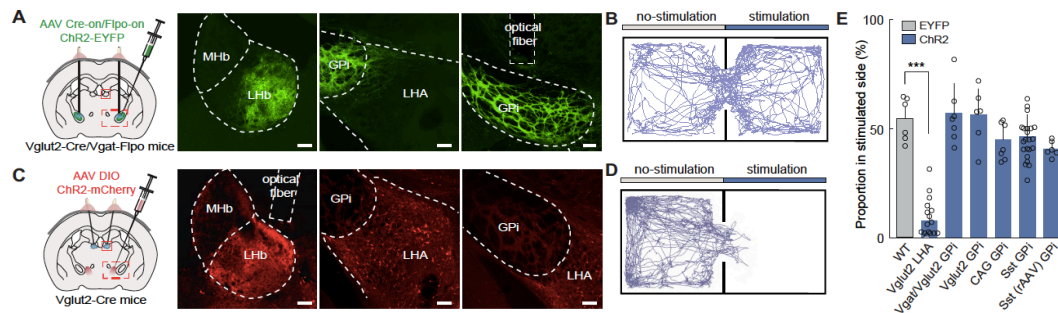 A
AAV Cre-on/Flpo-on
ChR2-EYFP
Vglut2-Cre/Vgat-Flpo mice
MHb
LHb
GPi
LHA
optical
fiber
GPi
B
no-stimulation
stimulation
C
AAV DIO
ChR2-mCherry
Vglut2-Cre mice
MHb
optical
fiber
LHb
GPi
LHA
GPi
LHA
D
no-stimulation
stimulation
E
Proportion in stimulated side (%)
100
50
0
EYFP
ChR2
***
WT
Vglut2 LHA
Vgat/Vglut2 GPi
Vglut2 GPi
CAG GPi
Sst GPi
Sst (rAAV) GPi